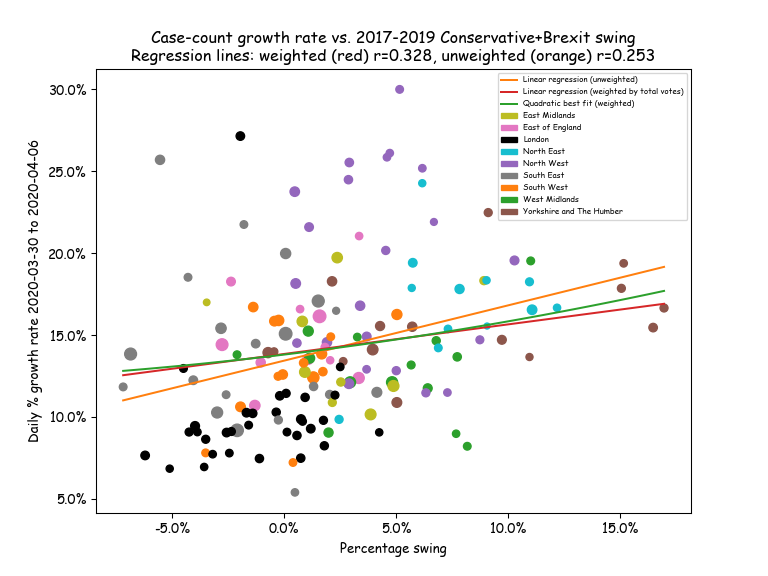 Case-count growth rate vs. 2017-2019 Conservative+Brexit swing
Regression lines: weighted (red) r=0.328, unweighted (orange) r=0.253
Daily % growth rate 2020-03-30 to 2020-04-06
30.0%
25.0%
20.0%
15.0%
10.0%
5.0%
Linear regression (unweighted)
Linear regression (weighted by total votes)
Quadratic best fit (weighted)
East Midlands
East of England
London
North East
North West
South East
South West
West Midlands
Yorkshire and The Humber
-5.0%
0.0%
5.0%
10.0%
15.0%
Percentage swing